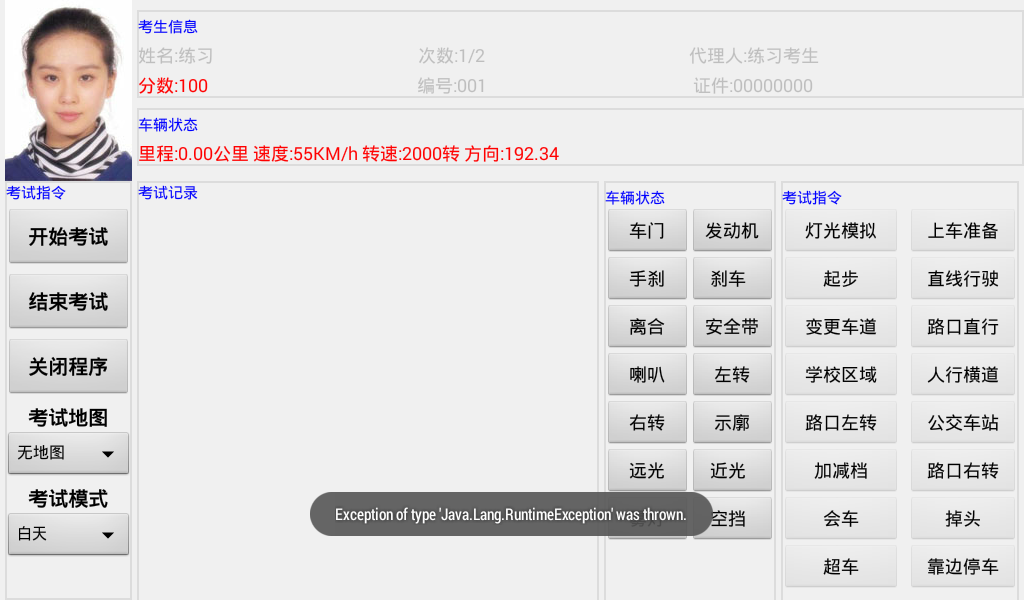 考生信息
姓名:练习 次数:1/2 代理人:练习考生
分数:100 编号:001 证件:00000000
车辆状态
里程:0.00公里 速度:55KM/h 转速:2000转 方向:192.34
考试指令
开始考试
结束考试
关闭程序
考试地图
无地图
考试模式
白天
考试记录
车辆状态
车门 发动机
手刹 刹车
离合 安全带
喇叭 左转
右转 示廓
远光 近光
空挡
Exception of type 'Java.Lang.RuntimeException' was thrown.
考试指令
灯光模拟 上车准备
起步 直线行驶
变更车道 路口直行
学校区域 人行横道
路口左转 公交车站
加减档 路口右转
会车 掉头
超车 靠边停车